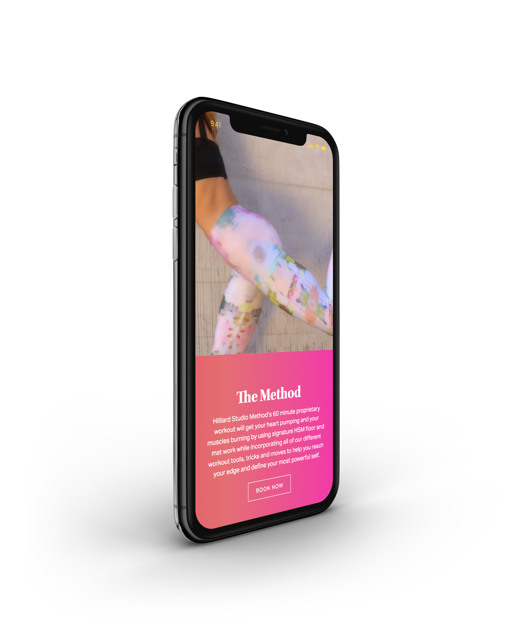 9:41
The Method
Hilliard Studio Method's 60 minute proprietary
workout will get your heart pumping and your
muscles burning by using signature HSM floor and
mat work while incorporating all of our different
workout tools, tricks and moves to help you reach
your edge and define your most powerful self.
BOOK NOW